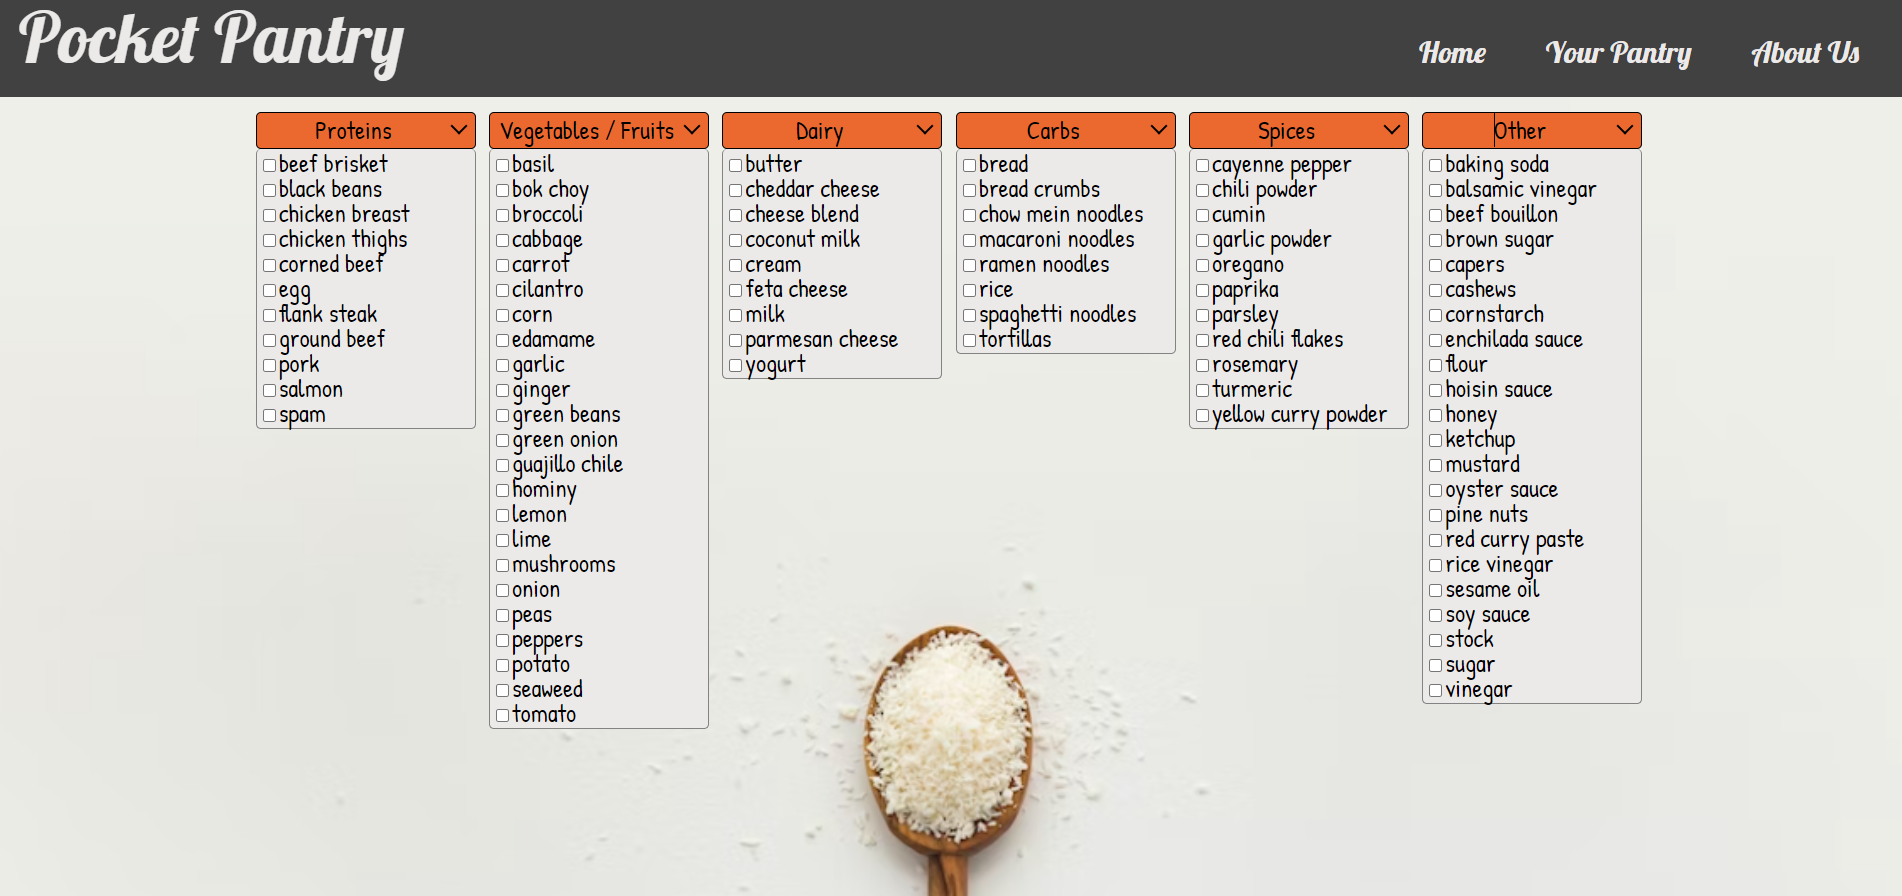 Pocket Pantry
Home
Your Pantry
About Us
Proteins
beef brisket
black beans
chicken breast
chicken thighs
corned beef
egg
flank steak
ground beef
pork
salmon
spam
Vegetables / Fruits
basil
bok choy
broccoli
cabbage
carrot
cilantro
corn
edamame
garlic
ginger
green beans
green onion
guajillo chile
hominy
lemon
lime
mushrooms
onion
peas
peppers
potato
seaweed
tomato
Dairy
butter
cheddar cheese
cheese blend
coconut milk
cream
feta cheese
milk
parmesan cheese
yogurt
Carbs
bread
bread crumbs
chow mein noodles
macaroni noodles
ramen noodles
rice
spaghetti noodles
tortillas
Spices
cayenne pepper
chili powder
cumin
garlic powder
oregano
paprika
parsley
red chili flakes
rosemary
turmeric
yellow curry powder
Other
baking soda
balsamic vinegar
beef bouillon
brown sugar
capers
cashews
cornstarch
enchilada sauce
flour
hoisin sauce
honey
ketchup
mustard
oyster sauce
pine nuts
red curry paste
rice vinegar
sesame oil
soy sauce
stock
sugar
vinegar